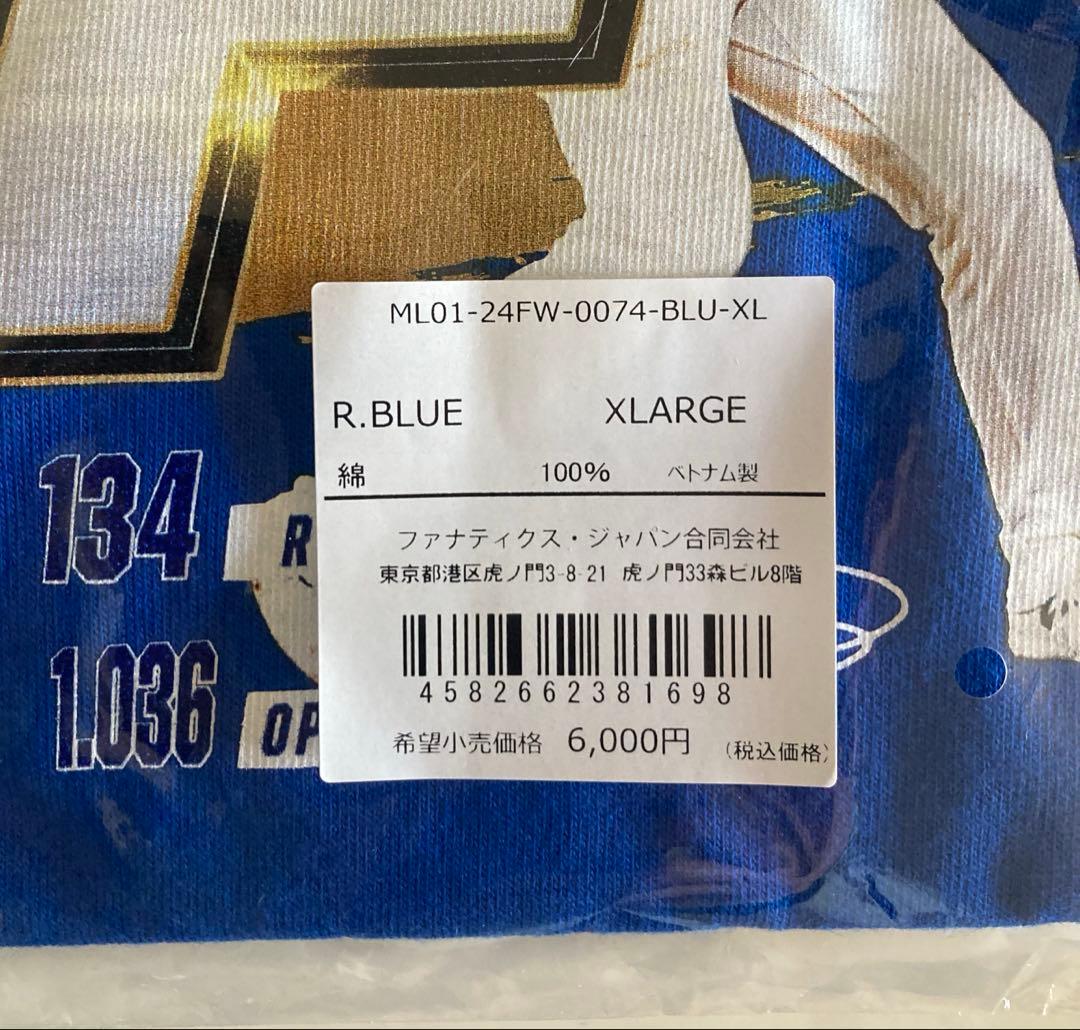 ML01-24FW-0074-BLU-XL
R.BLUE XLARGE
綿 100% ベトナム製
ファナティクス・ジャパン合同会社
東京都港区虎ノ門3-8-21 虎ノ門33森ビル8階
4582662381698
希望小売価格 6,000円 (税込価格)
134 R
1.036 OP